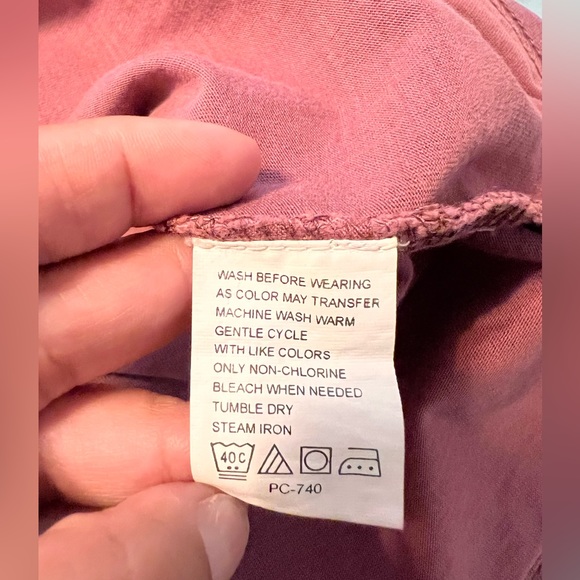 WASH BEFORE WEARING
AS COLOR MAY TRANSFER
MACHINE WASH WARM
GENTLE CYCLE
WITH LIKE COLORS
ONLY NON-CHLORINE
BLEACH WHEN NEEDED
TUMBLE DRY
STEAM IRON
40C
PC-740